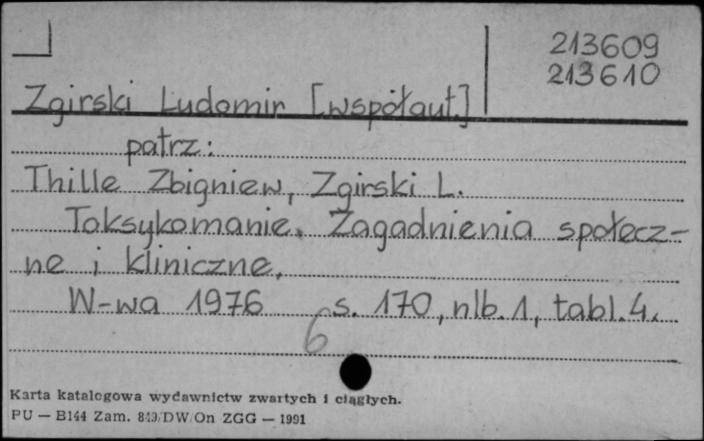 213609
213610
Zgirski Ludomir [współaut.]
patrz:
Thille Zbigniew, Zgirski L.
Toksykomanie. Zagadnienia społecz-
ne i kliniczne.
W-wa 1976 s. 170, nlb. 1, tabl. 4.
6
Karta katalogowa wydawnictw zwartych i ciągłych.
PU — B144 Zam. 849/DW/On ZGG — 1991